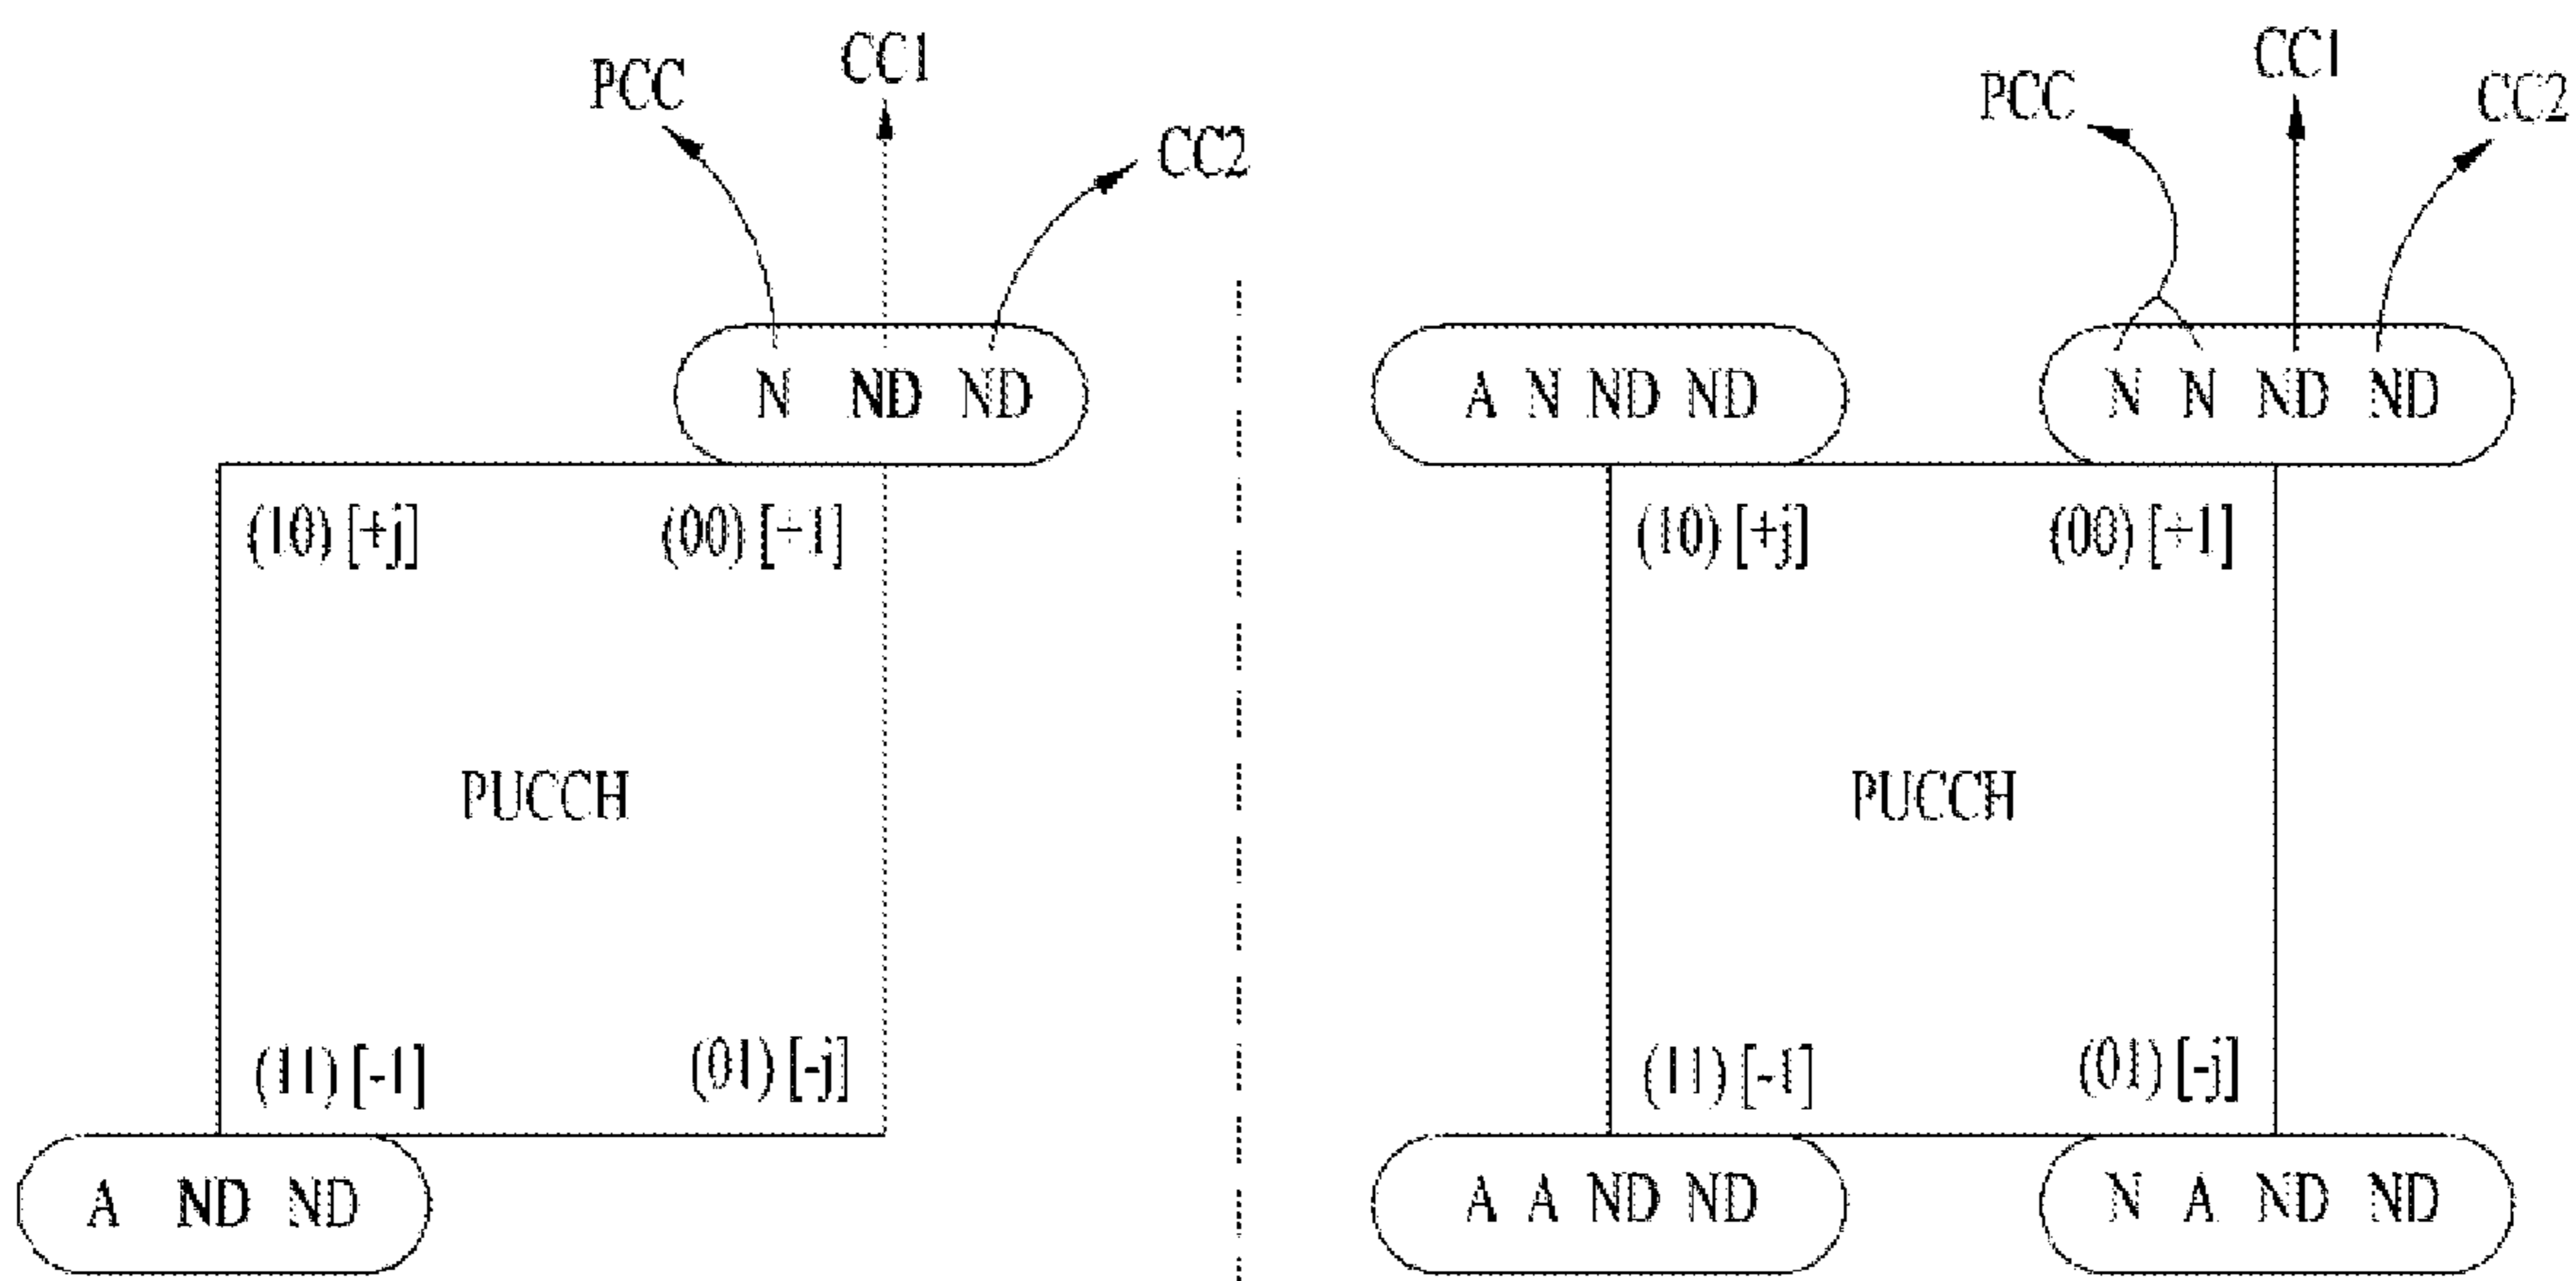 PCC CC1 CC2
N ND ND
(10) [+j] (00) [+1]
PUCCH
(11) [-1] (01) [-j]
A ND ND
PCC CC1 CC2
A N ND ND
N N ND ND
(10) [+j] (00) [+1]
PUCCH
(11) [-1] (01) [-j]
A A ND ND
N A ND ND